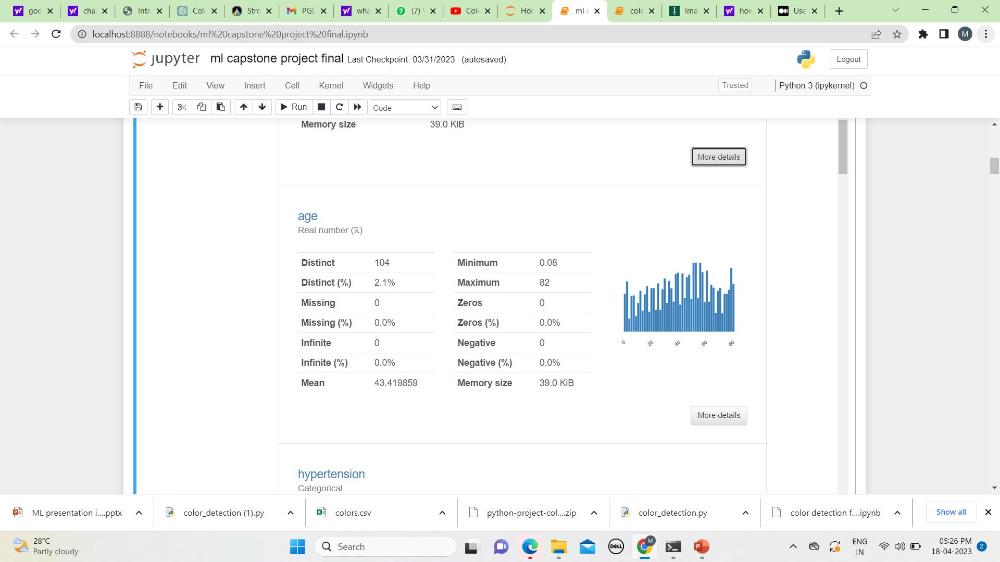 goo
cha
Intr
Colo
Stro
PGD
wha
(7) \
Colo
Hor
ml c
colo
Ima
how
Use
localhost:8888/notebooks/ml%20capstone%20project%20final.ipynb
M
jupyter ml capstone project final Last Checkpoint: 03/31/2023 (autosaved)
Logout
File Edit View Insert Cell Kernel Widgets Help
Trusted
Python 3 (ipykernel)
Run
Code
Memory size 39.0 KiB
More details
age
Real number (ℝ)
Distinct 104 Minimum 0.08
Distinct (%) 2.1% Maximum 82
Missing 0 Zeros 0
Missing (%) 0.0% Zeros (%) 0.0%
Infinite 0 Negative 0
Infinite (%) 0.0% Negative (%) 0.0%
Mean 43.419859 Memory size 39.0 KiB
0 20 40 60 80
More details
hypertension
Categorical
ML presentation i....pptx
color_detection (1).py
colors.csv
python-project-col....zip
color_detection.py
color detection f....ipynb
Show all
28°C
Partly cloudy
Search
DELL
M
ENG
IN
05:26 PM
18-04-2023
2